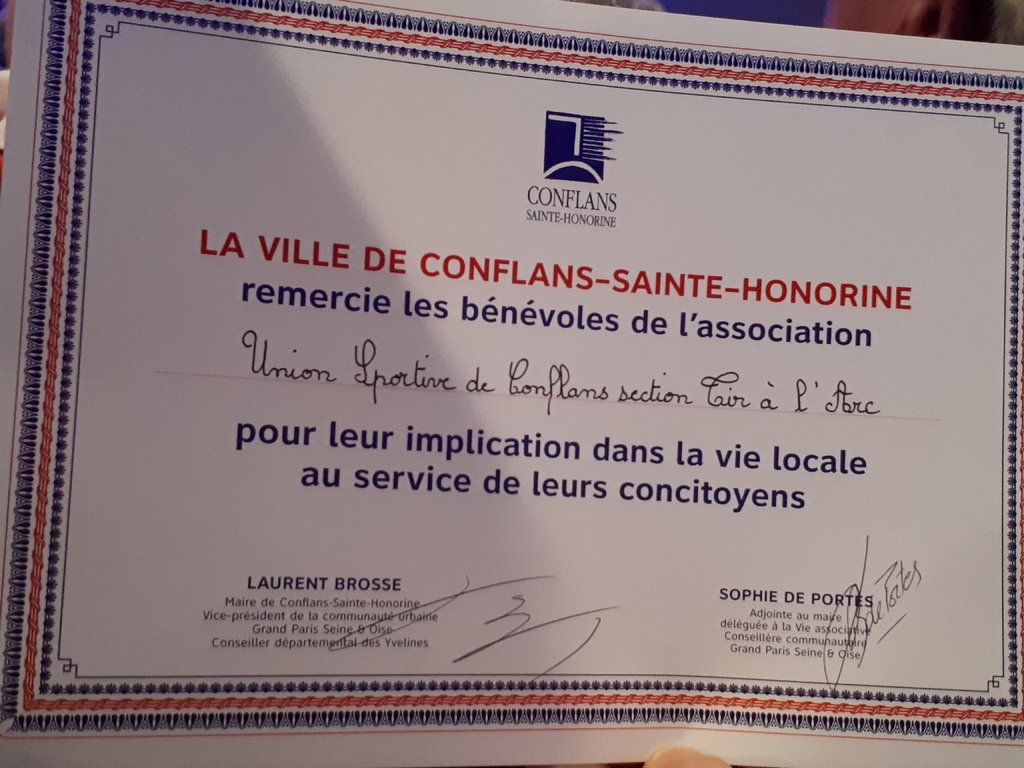 CONFLANS
SAINTE-HONORINE
LA VILLE DE CONFLANS-SAINTE-HONORINE
remercie les bénévoles de l'association
Union Sportive de Conflans section Tir à l'Arc
pour leur implication dans la vie locale
au service de leurs concitoyens
LAURENT BROSSE
Maire de Conflans-Sainte-Honorine
Vice-président de la communauté urbaine
Grand Paris Seine & Oise
Conseiller départemental des Yvelines
SOPHIE DE PORTES
Adjointe au maire
déléguée à la Vie associative
Conseillère communautaire
Grand Paris Seine & Oise